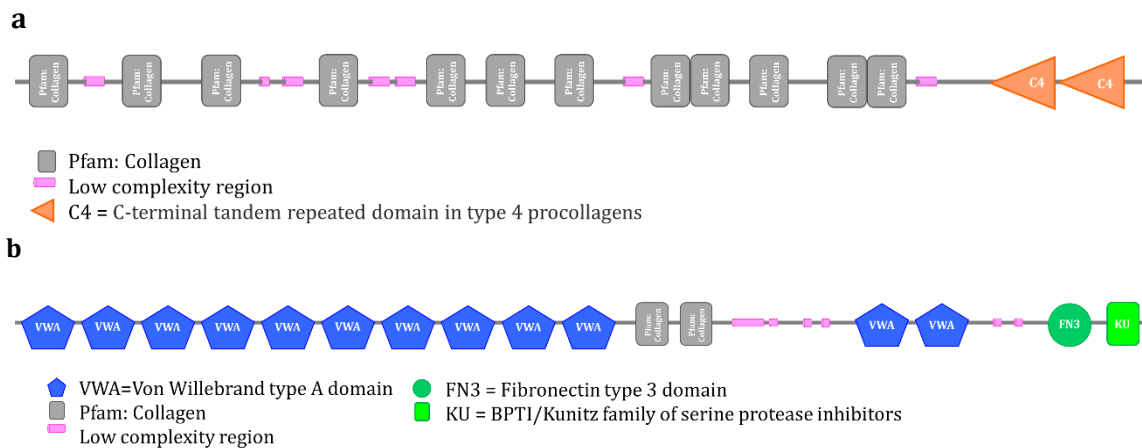 a
Pfam: Collagen
Pfam: Collagen
Pfam: Collagen
Pfam: Collagen
Pfam: Collagen
Pfam: Collagen
Pfam: Collagen
Pfam: Collagen
Pfam: Collagen
Pfam: Collagen
Pfam: Collagen
Pfam: Collagen
C4
C4
Pfam: Collagen
Low complexity region
C4 = C-terminal tandem repeated domain in type 4 procollagens
b
VWA VWA VWA VWA VWA VWA VWA VWA VWA VWA
Pfam: Collagen
Pfam: Collagen
VWA VWA
FN3
KU
VWA=Von Willebrand type A domain
Pfam: Collagen
Low complexity region
FN3 = Fibronectin type 3 domain
KU = BPTI/Kunitz family of serine protease inhibitors